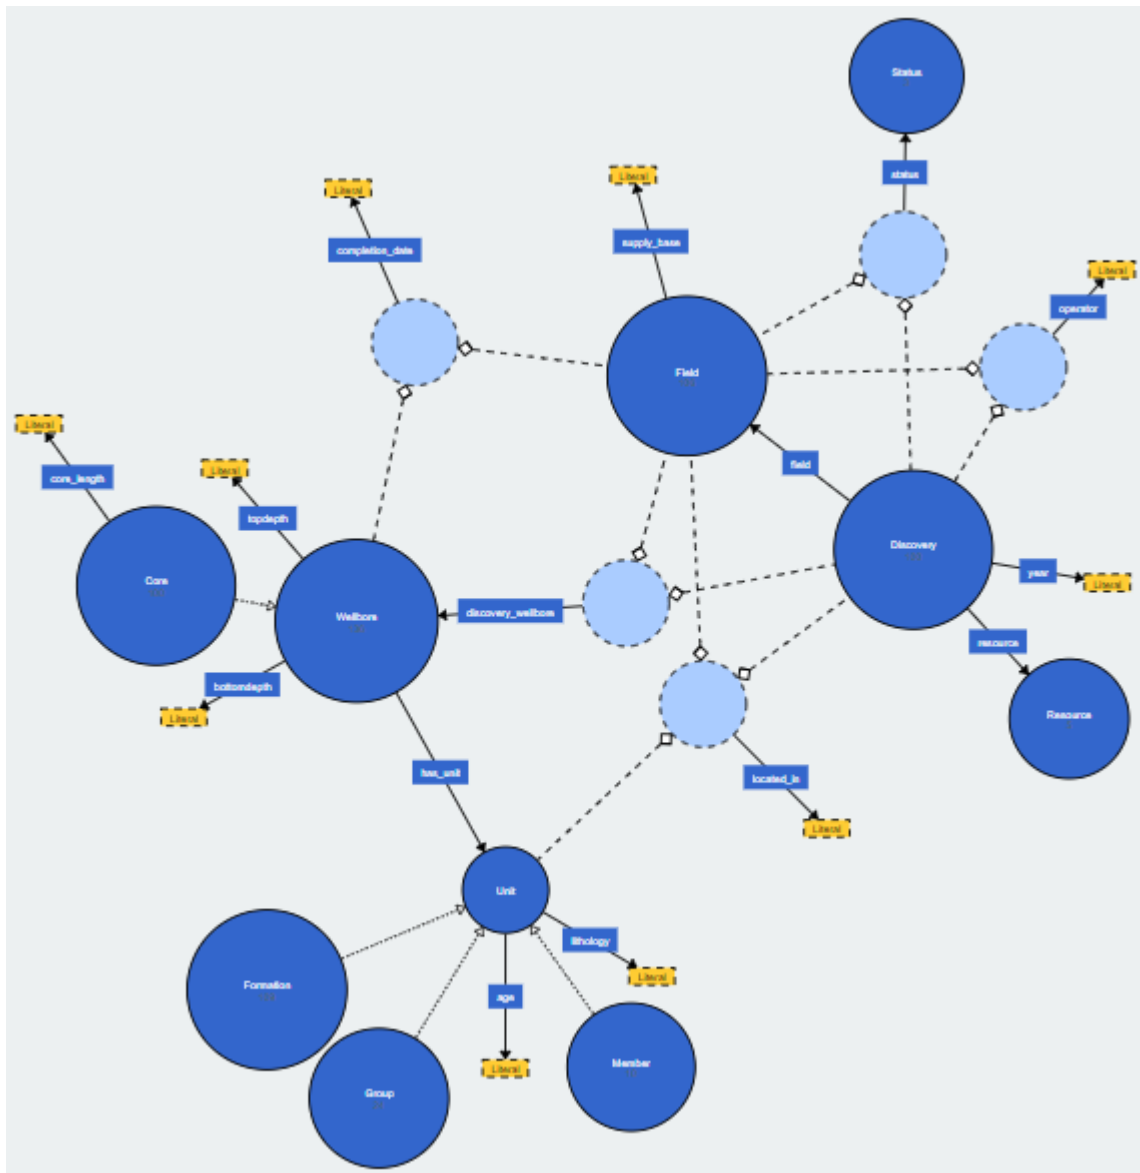 Status
status
Literal
Literal
completion_date
supply_base
Literal
operator
Field
Literal
core_length
Literal
topdepth
field
Discovery
Core
year
Literal
Wellbore
discovery_wellbore
resource
bottomdepth
Literal
Resource
has_unit
located_in
Literal
Unit
lithology
Literal
Formation
age
Literal
Member
Group